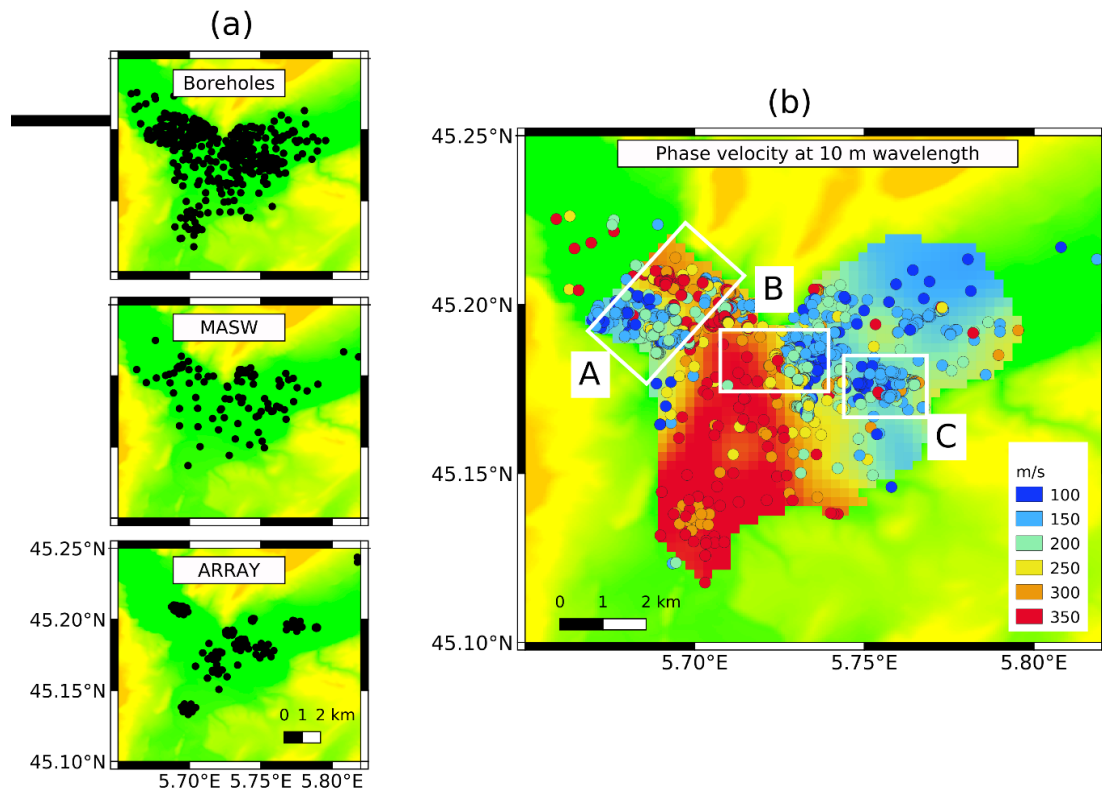 (a)
Boreholes
MASW
ARRAY
45.25°N
45.20°N
45.15°N
45.10°N
0 1 2 km
5.70°E 5.75°E 5.80°E
(b)
Phase velocity at 10 m wavelength
45.25°N
45.20°N
45.15°N
45.10°N
A
B
C
m/s
100
150
200
250
300
350
0 1 2 km
5.70°E 5.75°E 5.80°E